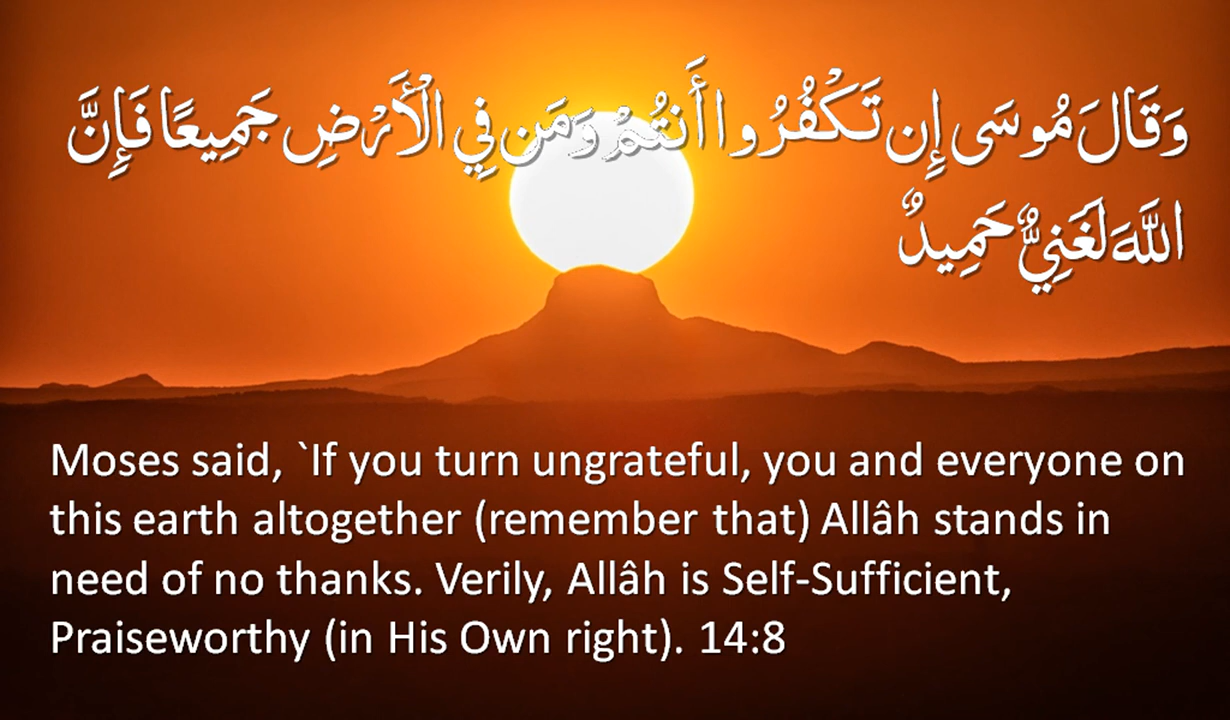 وَقَالَ مُوسَى إِن تَكْفُرُوا أَنتُمْ وَمَن فِي الْأَرْضِ جَمِيعًا فَإِنَّ
اللَّهَ لَغَنِيٌّ حَمِيدٌ
Moses said, `If you turn ungrateful, you and everyone on
this earth altogether (remember that) Allâh stands in
need of no thanks. Verily, Allâh is Self-Sufficient,
Praiseworthy (in His Own right). 14:8